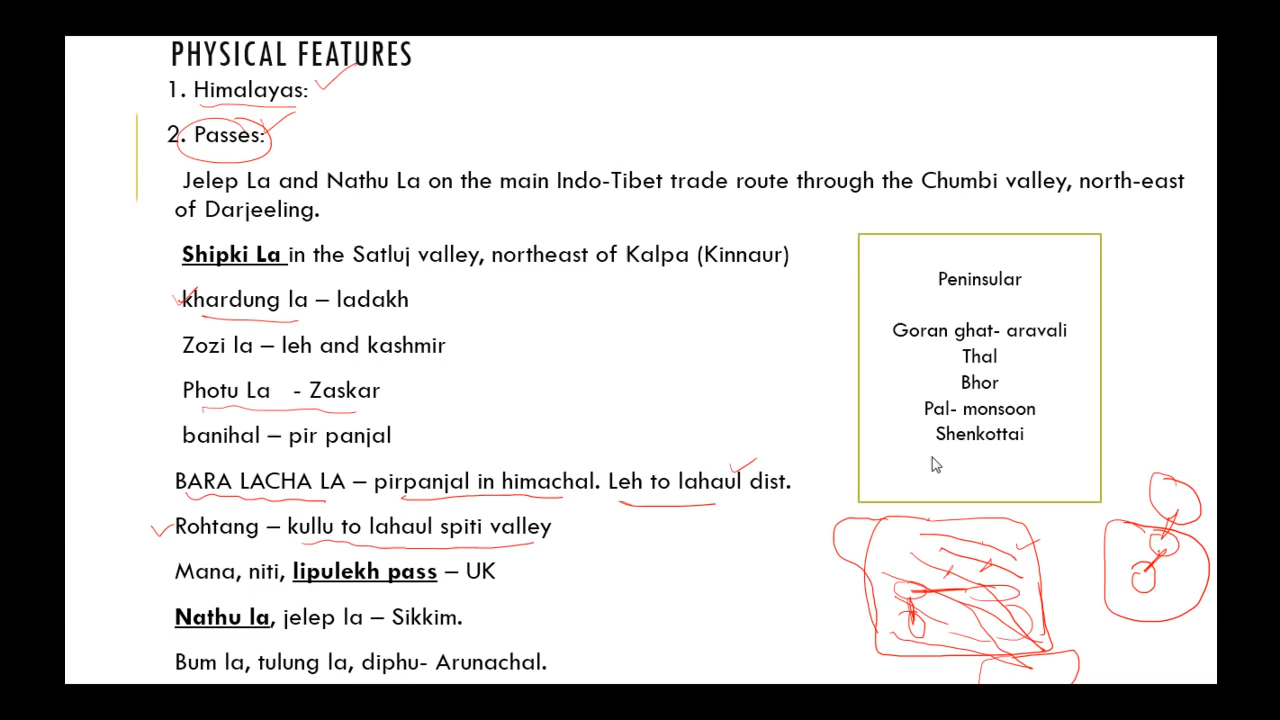 PHYSICAL FEATURES
1. Himalayas:
2. Passes:
Jelep La and Nathu La on the main Indo-Tibet trade route through the Chumbi valley, north-east
of Darjeeling.
Shipki La in the Satluj valley, northeast of Kalpa (Kinnaur)
khardung la – ladakh
Zozi la – leh and kashmir
Photu La - Zaskar
banihal – pir panjal
BARA LACHA LA – pirpanjal in himachal. Leh to lahaul dist.
Rohtang – kullu to lahaul spiti valley
Mana, niti, lipulekh pass – UK
Nathu la, jelep la – Sikkim.
Bum la, tulung la, diphu- Arunachal.
Peninsular
Goran ghat- aravali
Thal
Bhor
Pal- monsoon
Shenkottai